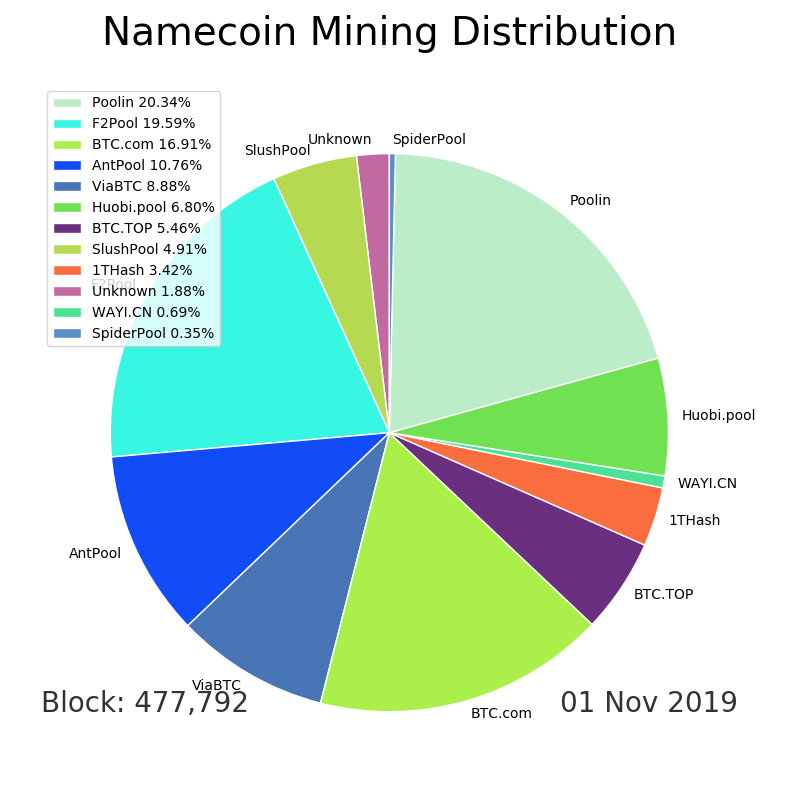 Namecoin Mining Distribution
Poolin 20.34%
F2Pool 19.59%
BTC.com 16.91%
AntPool 10.76%
ViaBTC 8.88%
Huobi.pool 6.80%
BTC.TOP 5.46%
SlushPool 4.91%
1THash 3.42%
Unknown 1.88%
WAYI.CN 0.69%
SpiderPool 0.35%
SlushPool
Unknown
SpiderPool
Poolin
F2Pool
Huobi.pool
WAYI.CN
1THash
AntPool
BTC.TOP
ViaBTC
BTC.com
Block: 477,792
01 Nov 2019